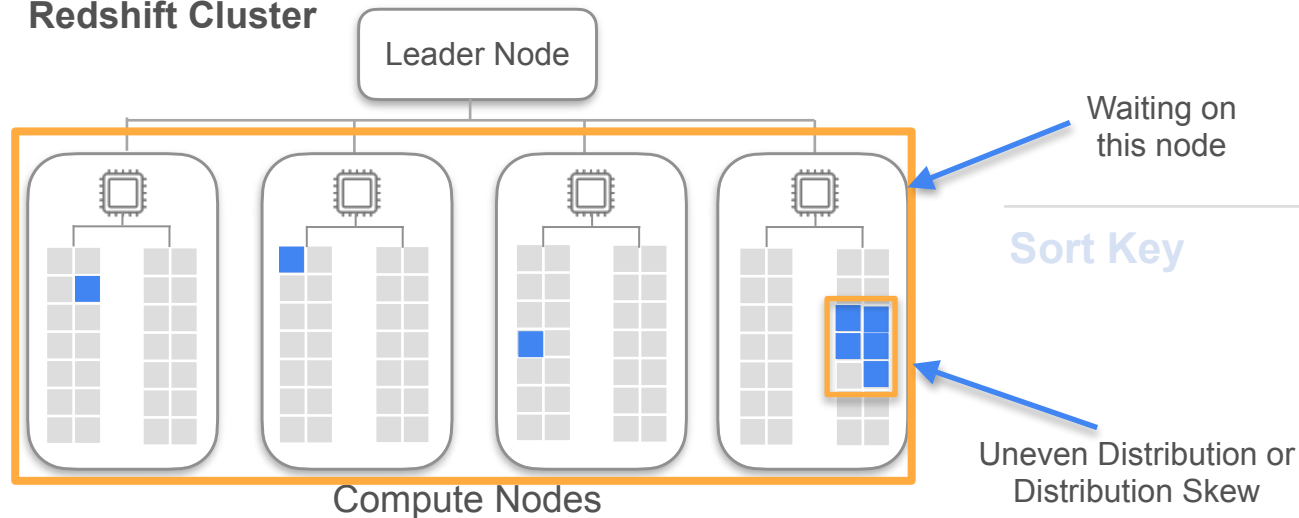 Redshift Cluster
Leader Node
Waiting on
this node
Sort Key
Uneven Distribution or
Distribution Skew
Compute Nodes